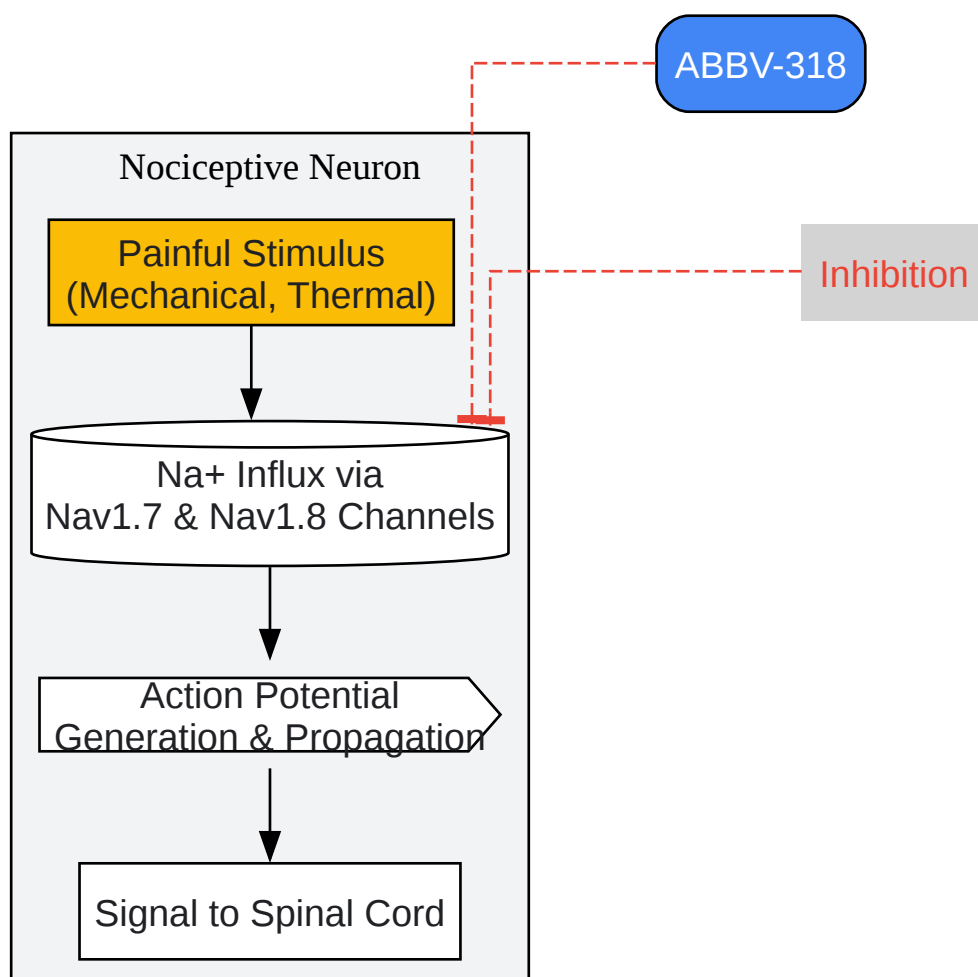 ABBV-318
Nociceptive Neuron
Painful Stimulus
(Mechanical, Thermal)
Inhibition
Na+ Influx via
Nav1.7 & Nav1.8 Channels
Action Potential
Generation & Propagation
Signal to Spinal Cord